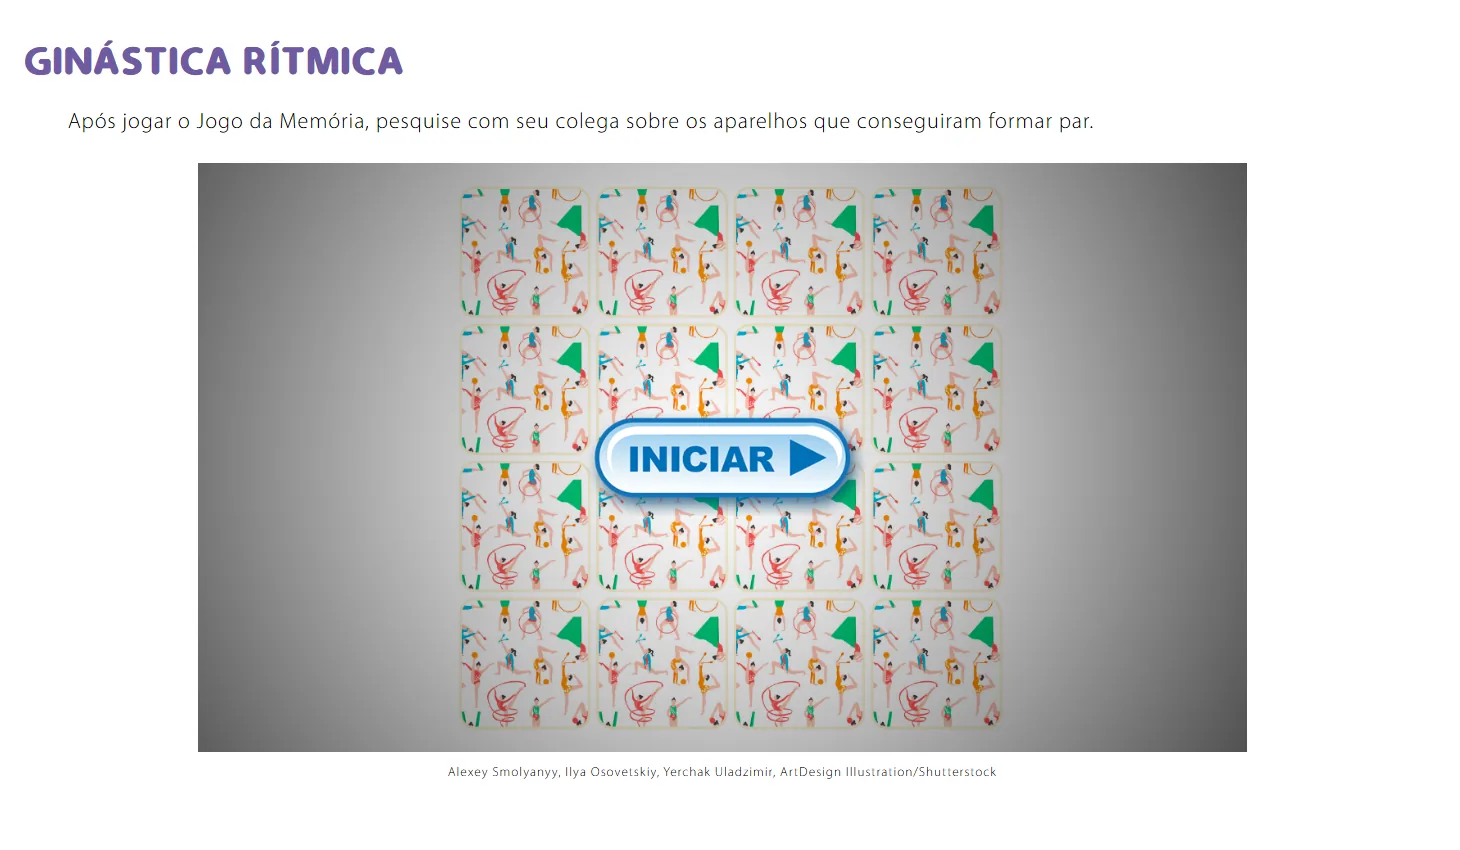 GINÁSTICA RÍTMICA
Após jogar o Jogo da Memória, pesquise com seu colega sobre os aparelhos que conseguiram formar par.
INICIAR
Alexey Smolyanyy, Ilya Osovetskiy, Yerchak Uladzimir, ArtDesign Illustration/Shutterstock